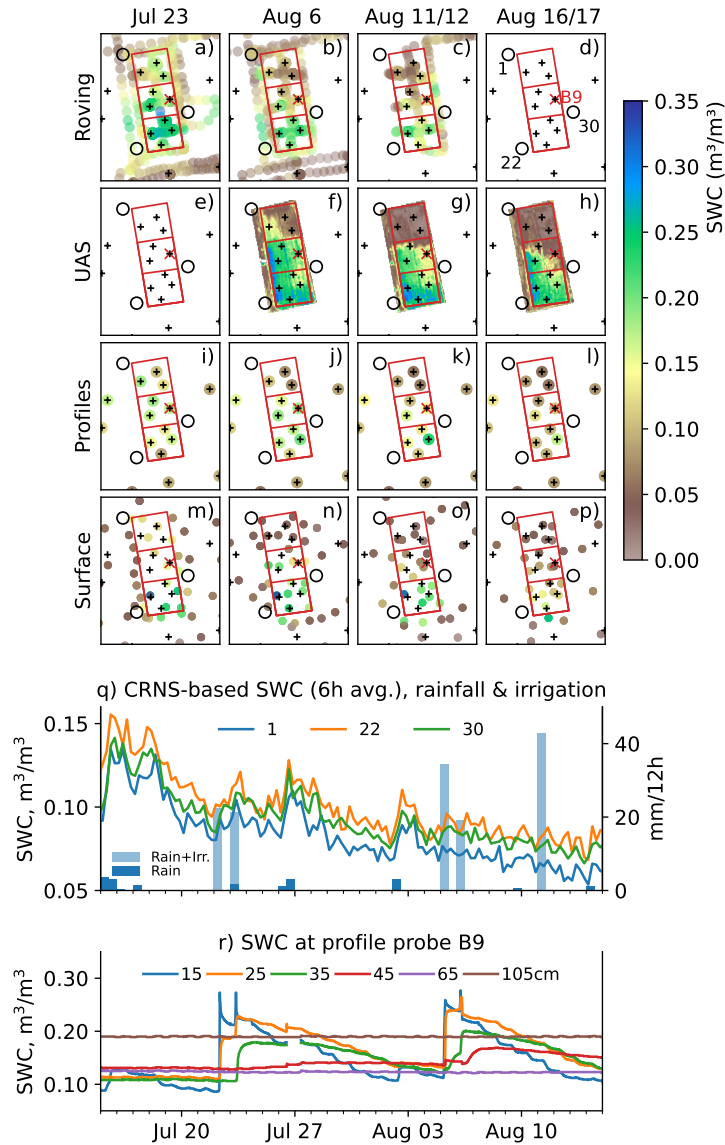 Jul 23 Aug 6 Aug 11/12 Aug 16/17
Roving
a) b) c) d)
1
B9
30
22
UAS
e) f) g) h)
Profiles
i) j) k) l)
Surface
m) n) o) p)
0.35
0.30
0.25
0.20
0.15
0.10
0.05
0.00
SWC (m³/m³)
q) CRNS-based SWC (6h avg.), rainfall & irrigation
1 22 30
SWC, m³/m³
0.15
0.10
0.05
Rain+Irr.
Rain
40
20
0
mm/12h
r) SWC at profile probe B9
15 25 35 45 65 105cm
SWC, m³/m³
0.30
0.20
0.10
Jul 20 Jul 27 Aug 03 Aug 10